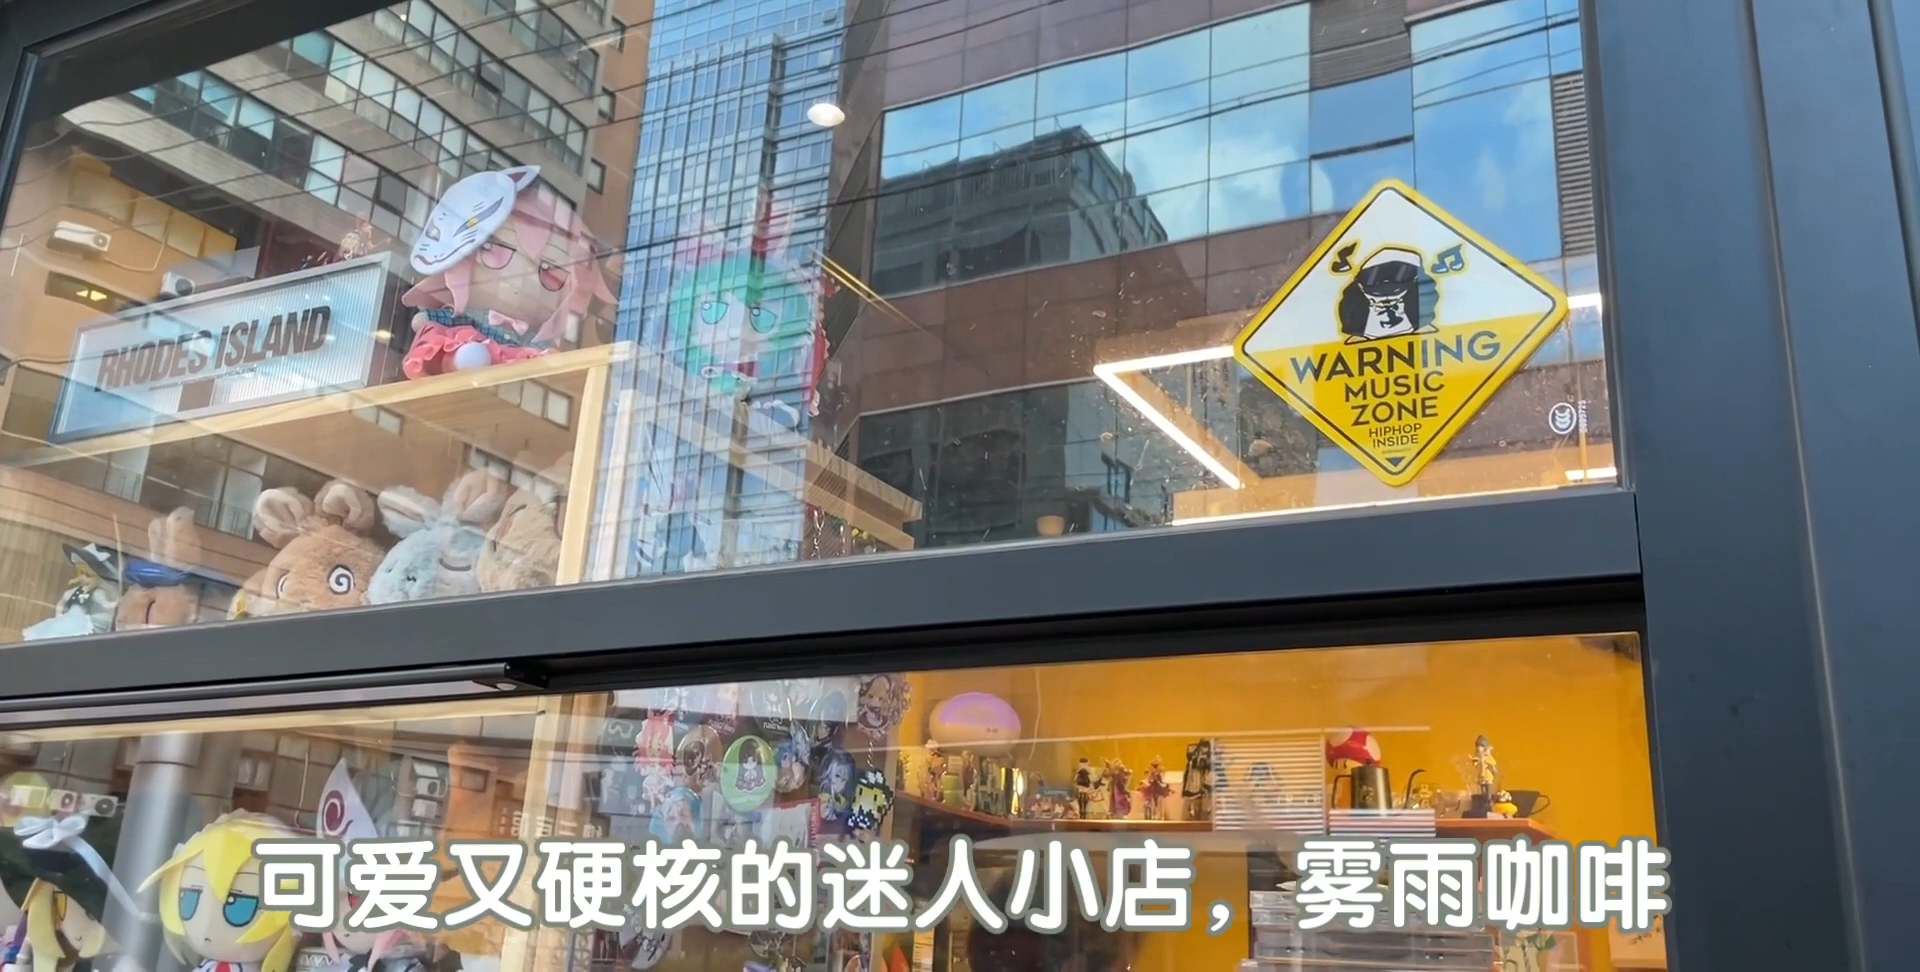 RHODES ISLAND
WARNING
MUSIC
ZONE
HIPHOP
INSIDE
可爱又硬核的迷人小店，雾雨咖啡